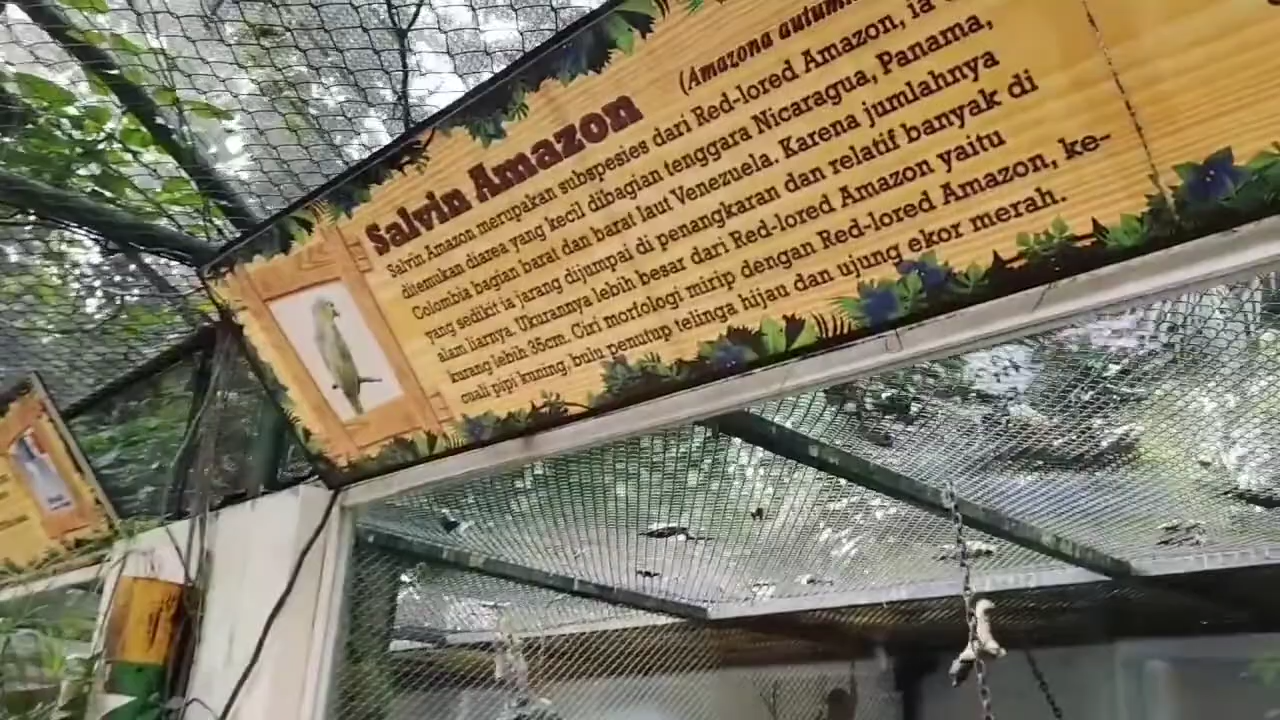 Salvin Amazon
(Amazona autumn
Salvin Amazon merupakan subspesies dari Red-lored Amazon, ia
ditemukan diarea yang kecil dibagian tenggara Nicaragua, Panama,
Colombia bagian barat dan barat laut Venezuela. Karena jumlahnya
yang sedikit ia jarang dijumpai di penangkaran dan relatif banyak di
alam liarnya. Ukurannya lebih besar dari Red-lored Amazon yaitu
kurang lebih 35cm. Ciri morfologi mirip dengan Red-lored Amazon, ke-
cuali pipi kuning, bulu penutup telinga hijau dan ujung ekor merah.